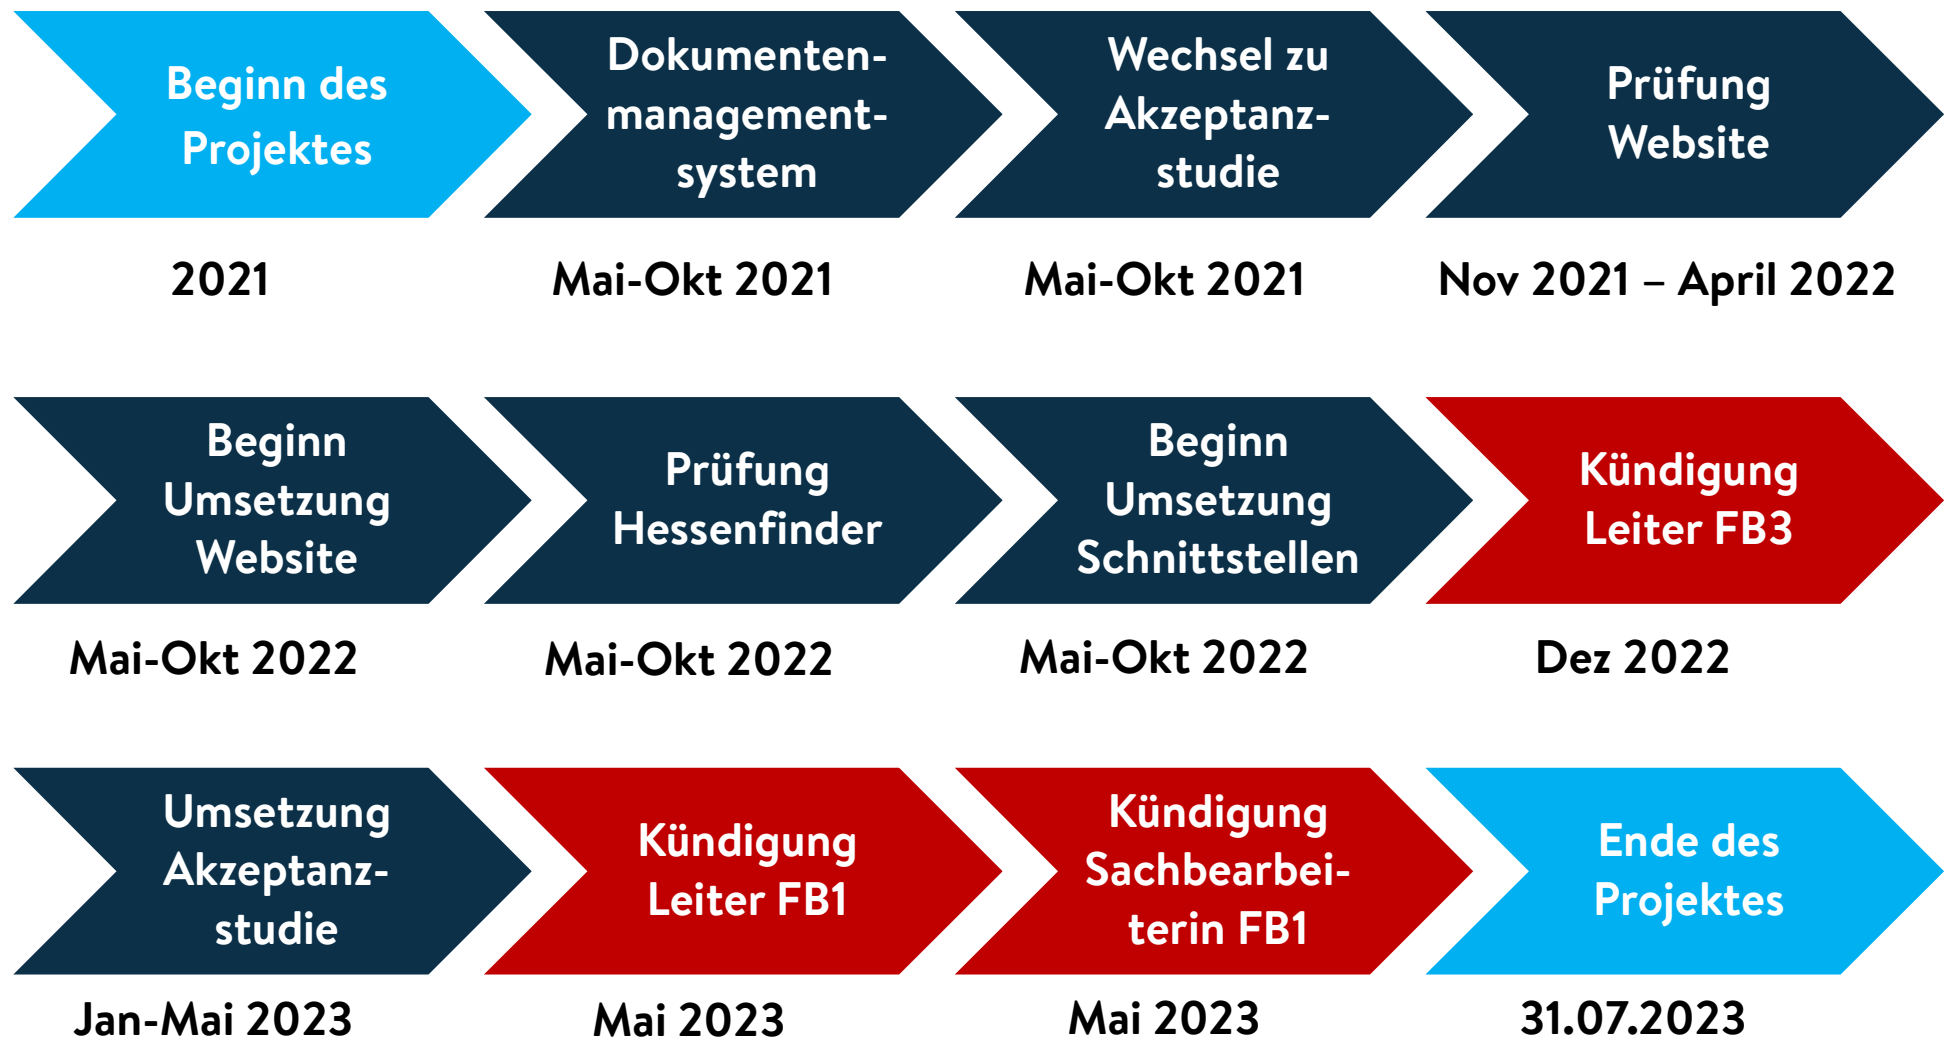 Beginn des
Projektes
2021
Dokumenten-
management-
system
Mai-Okt 2021
Wechsel zu
Akzeptanz-
studie
Mai-Okt 2021
Prüfung
Website
Nov 2021 – April 2022
Beginn
Umsetzung
Website
Mai-Okt 2022
Prüfung
Hessenfinder
Mai-Okt 2022
Beginn
Umsetzung
Schnittstellen
Mai-Okt 2022
Kündigung
Leiter FB3
Dez 2022
Umsetzung
Akzeptanz-
studie
Jan-Mai 2023
Kündigung
Leiter FB1
Mai 2023
Kündigung
Sachbearbei-
terin FB1
Mai 2023
Ende des
Projektes
31.07.2023